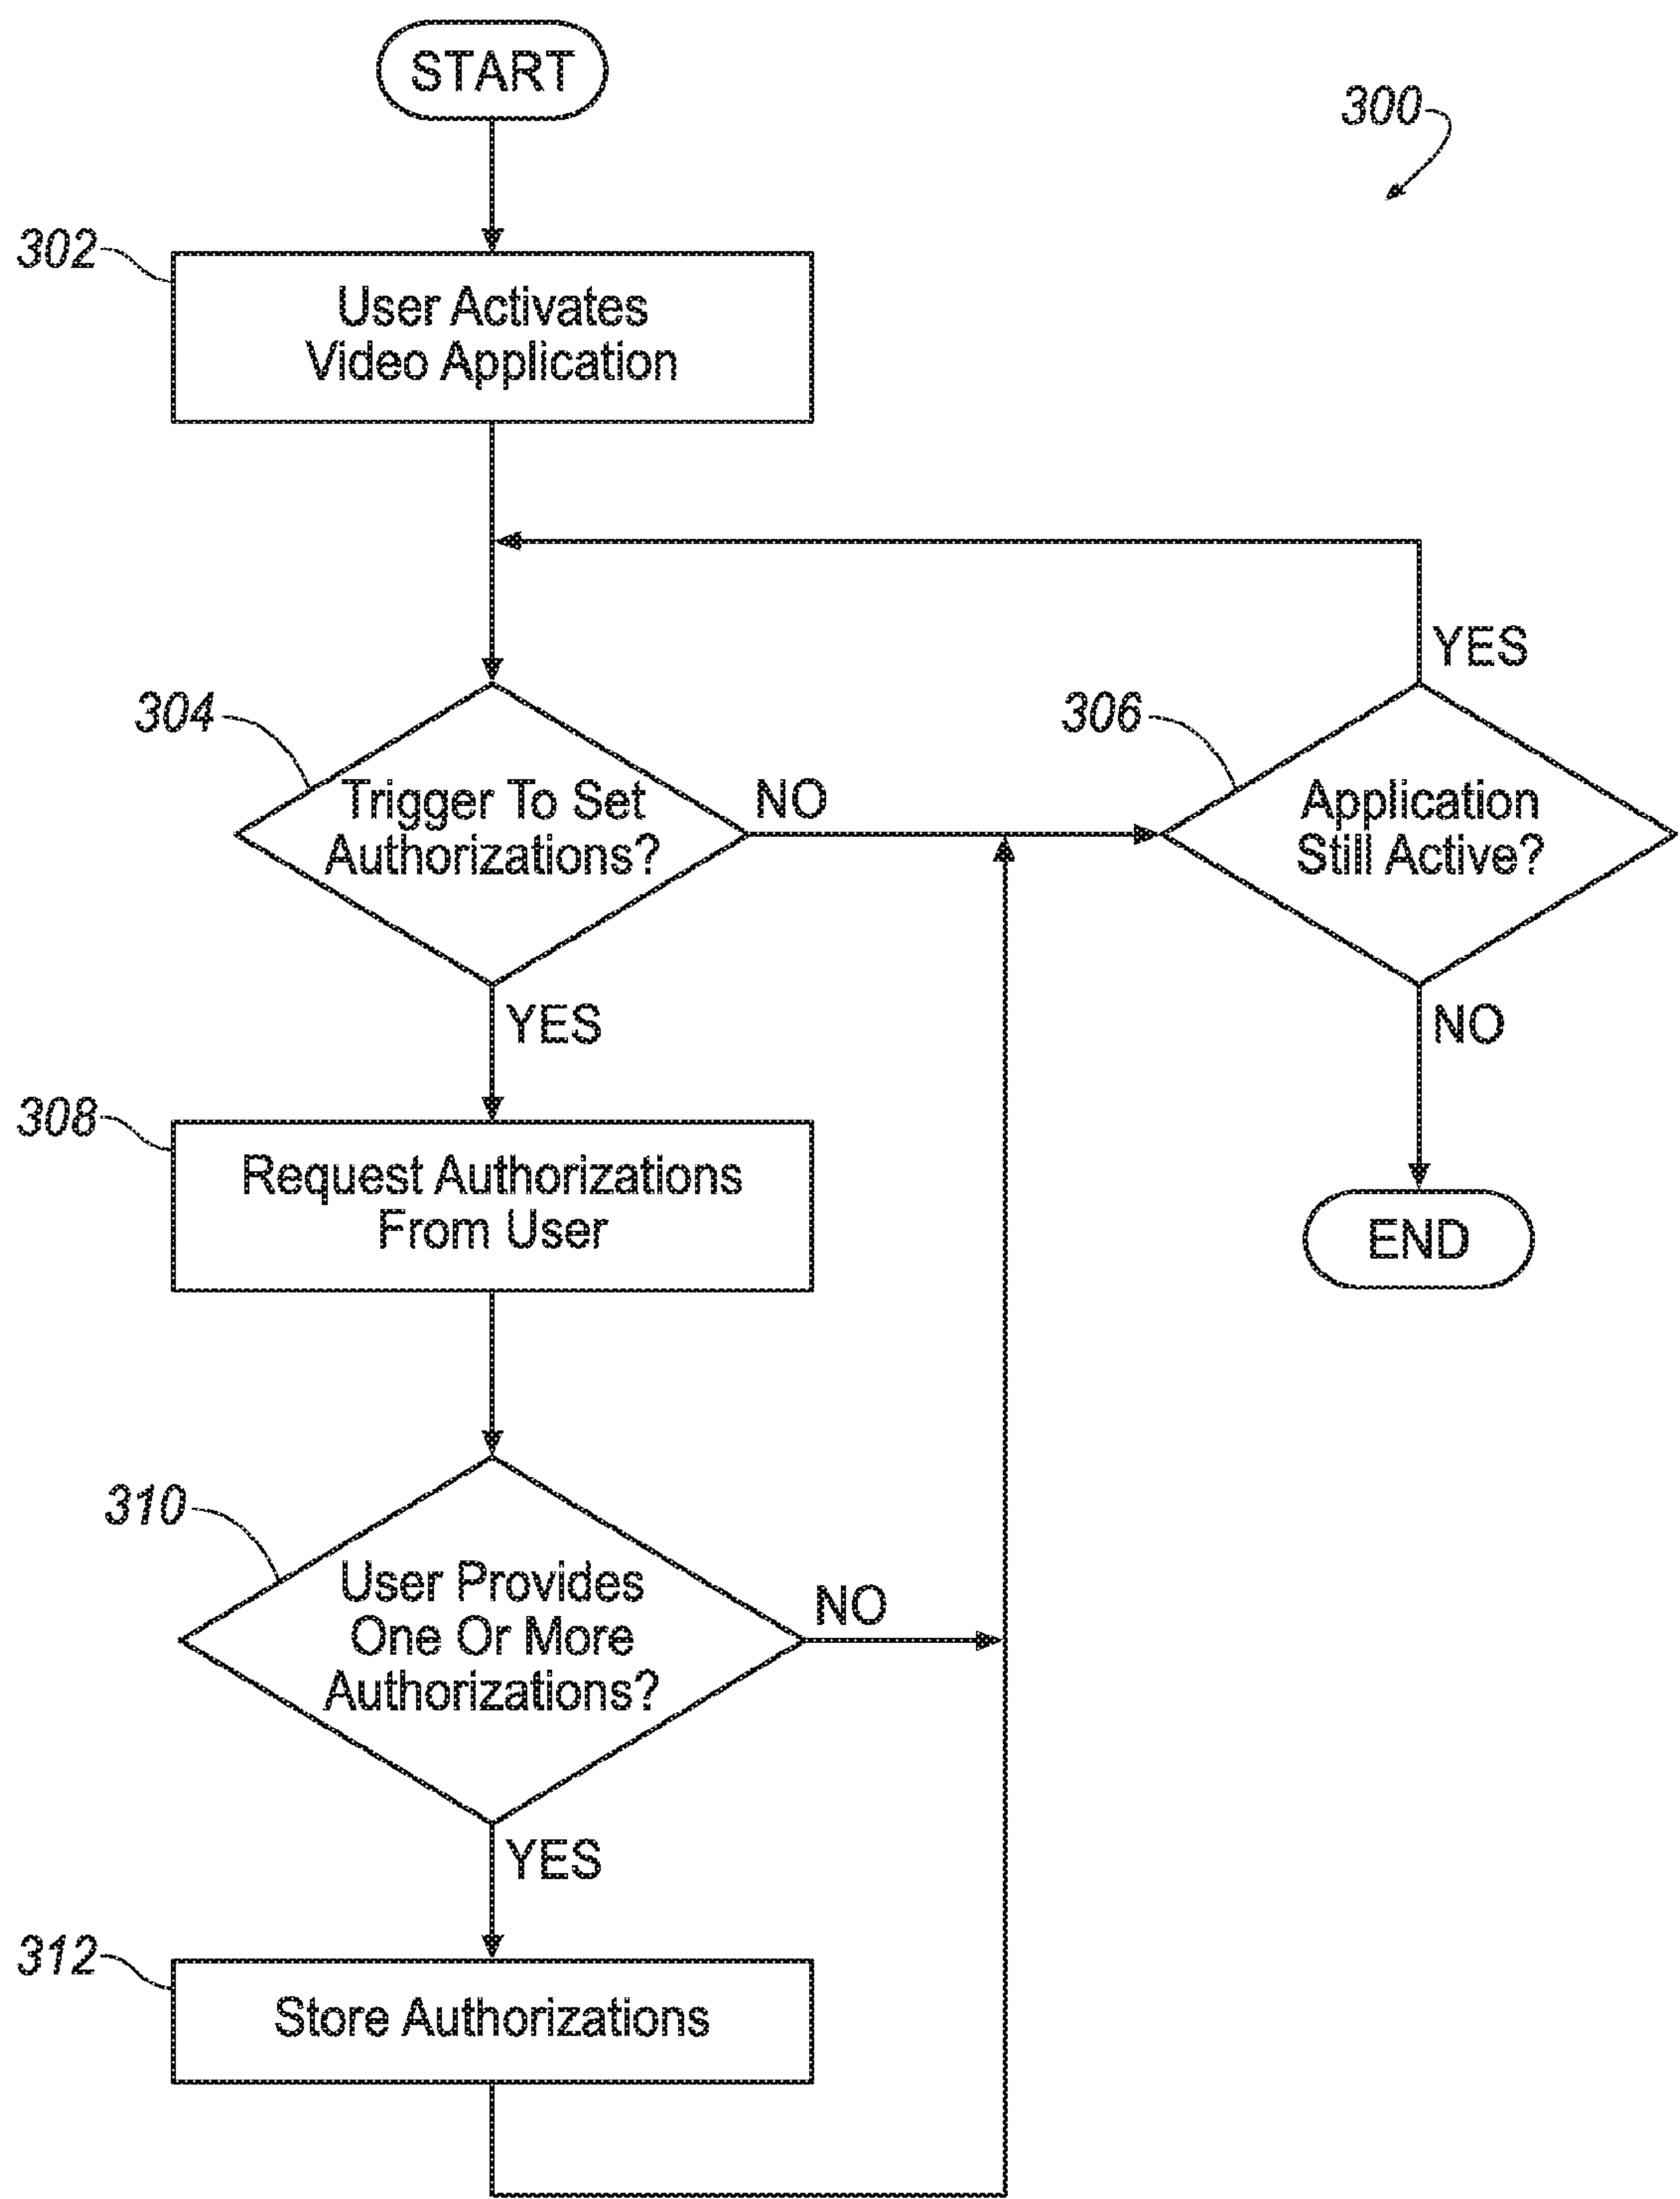 START
300
302
User Activates
Video Application
YES
304
306
Trigger To Set
Authorizations?
NO
Application
Still Active?
YES
NO
308
Request Authorizations
From User
END
310
User Provides
One Or More
Authorizations?
NO
YES
312
Store Authorizations